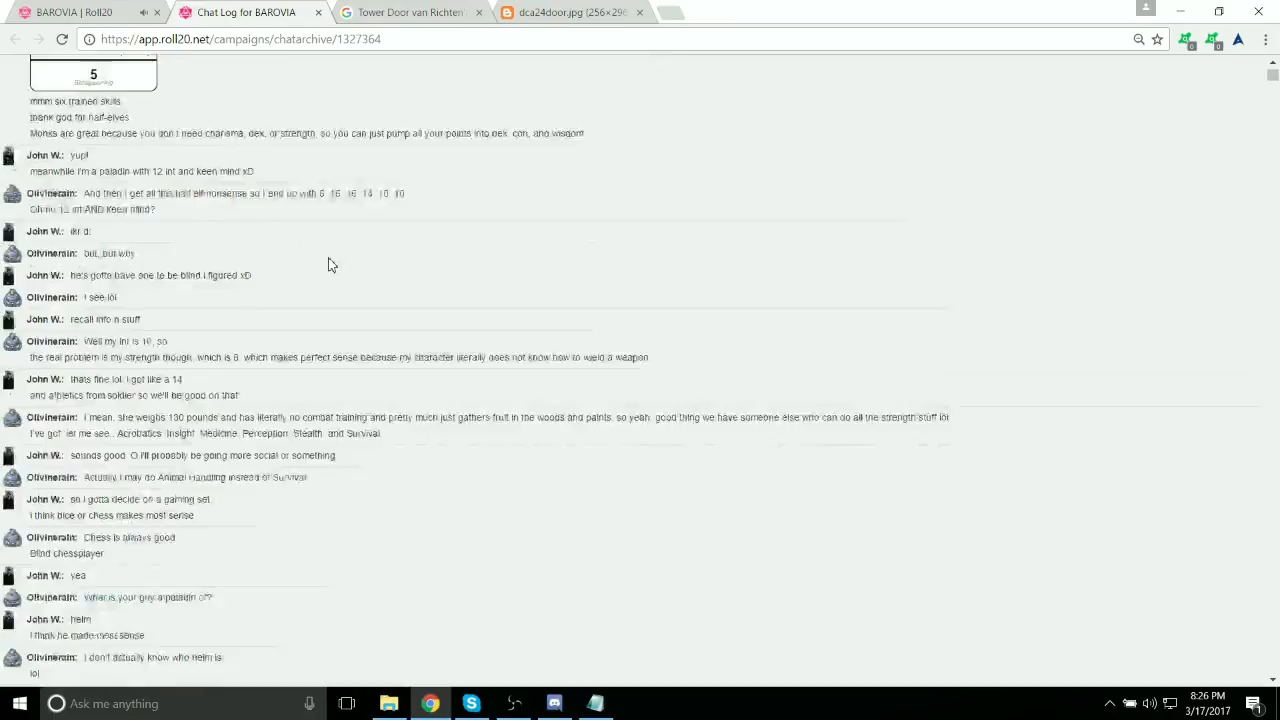 BAROVIA | Roll20
Chat Log for BAROVIA
Tower Door van Richten
dca24door.jpg (256×296
https://app.roll20.net/campaigns/chatarchive/1327364
5
mmm six trained skills
thank god for half-elves
Monks are great because you don't need charisma, dex, or strength, so you can just pump all your points into dex, con, and wisdom
John W.: yup!
meanwhile I'm a paladin with 12 int and keen mind xD
Olivinerain: And then I get all this half elf nonsense so I end up with 8 16 16 14 10 10
Oh no 12 int AND keen mind?
John W.: ikr d:
Olivinerain: but, but why
John W.: he's gotta have one to be blind I figured xD
Olivinerain: I see lol
John W.: recall info n stuff
Olivinerain: Well my int is 10, so
the real problem is my strength though, which is 8, which makes perfect sense because my character literally does not know how to wield a weapon
John W.: thats fine lol, I got like a 14
and athletics from soldier so we'll be good on that
Olivinerain: I mean, she weighs 130 pounds and has literally no combat training and pretty much just gathers fruit in the woods and paints, so yeah, good thing we have someone else who can do all the strength stuff lol
I've got, let me see.. Acrobatics, Insight, Medicine, Perception, Stealth, and Survival
John W.: sounds good :O I'll probably be going more social or something
Olivinerain: Actually I may do Animal Handling instead of Survival
John W.: so I gotta decide on a gaming set
I think dice or chess makes most sense
Olivinerain: Chess is always good
Blind chessplayer
John W.: yea
Olivinerain: What is your guy a paladin of?
John W.: helm
I think he made most sense
Olivinerain: I don't actually know who helm is
lol
Ask me anything
8:26 PM
3/17/2017